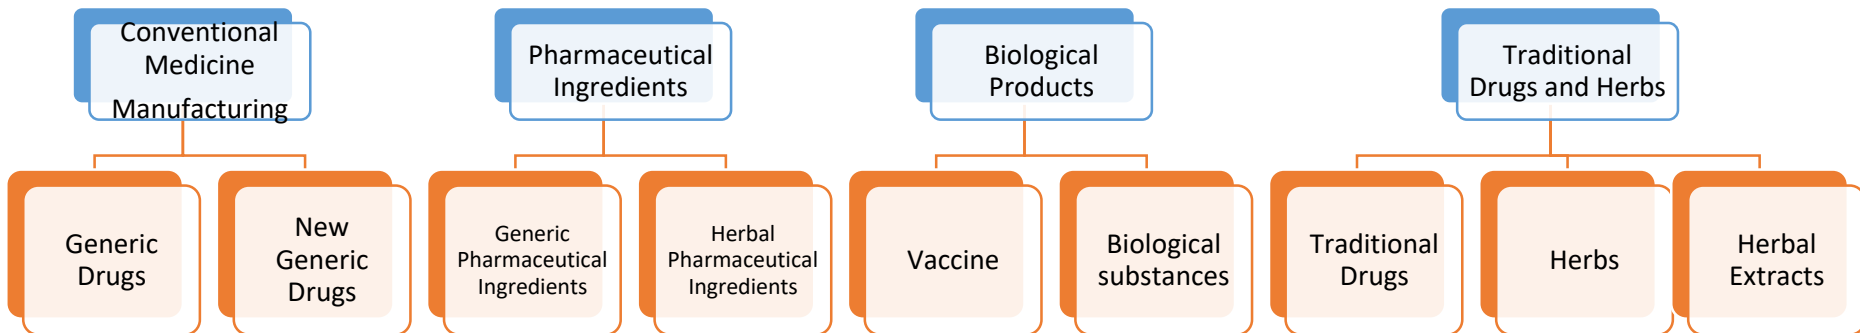 Conventional
Medicine
Manufacturing
Pharmaceutical
Ingredients
Biological
Products
Traditional
Drugs and Herbs
Generic
Drugs
New
Generic
Drugs
Generic
Pharmaceutical
Ingredients
Herbal
Pharmaceutical
Ingredients
Vaccine
Biological
substances
Traditional
Drugs
Herbs
Herbal
Extracts